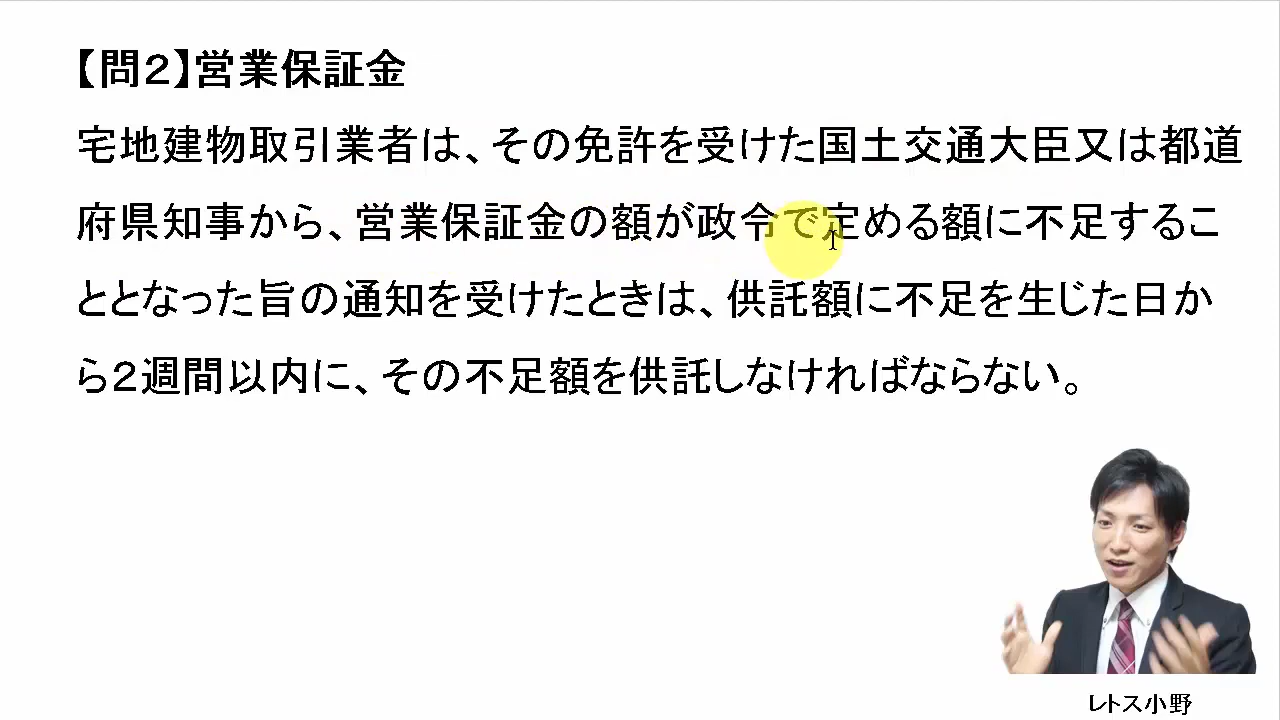 【問２】営業保証金
宅地建物取引業者は、その免許を受けた国土交通大臣又は都道
府県知事から、営業保証金の額が政令で定める額に不足するこ
ととなった旨の通知を受けたときは、供託額に不足を生じた日か
ら２週間以内に、その不足額を供託しなければならない。
レトス小野